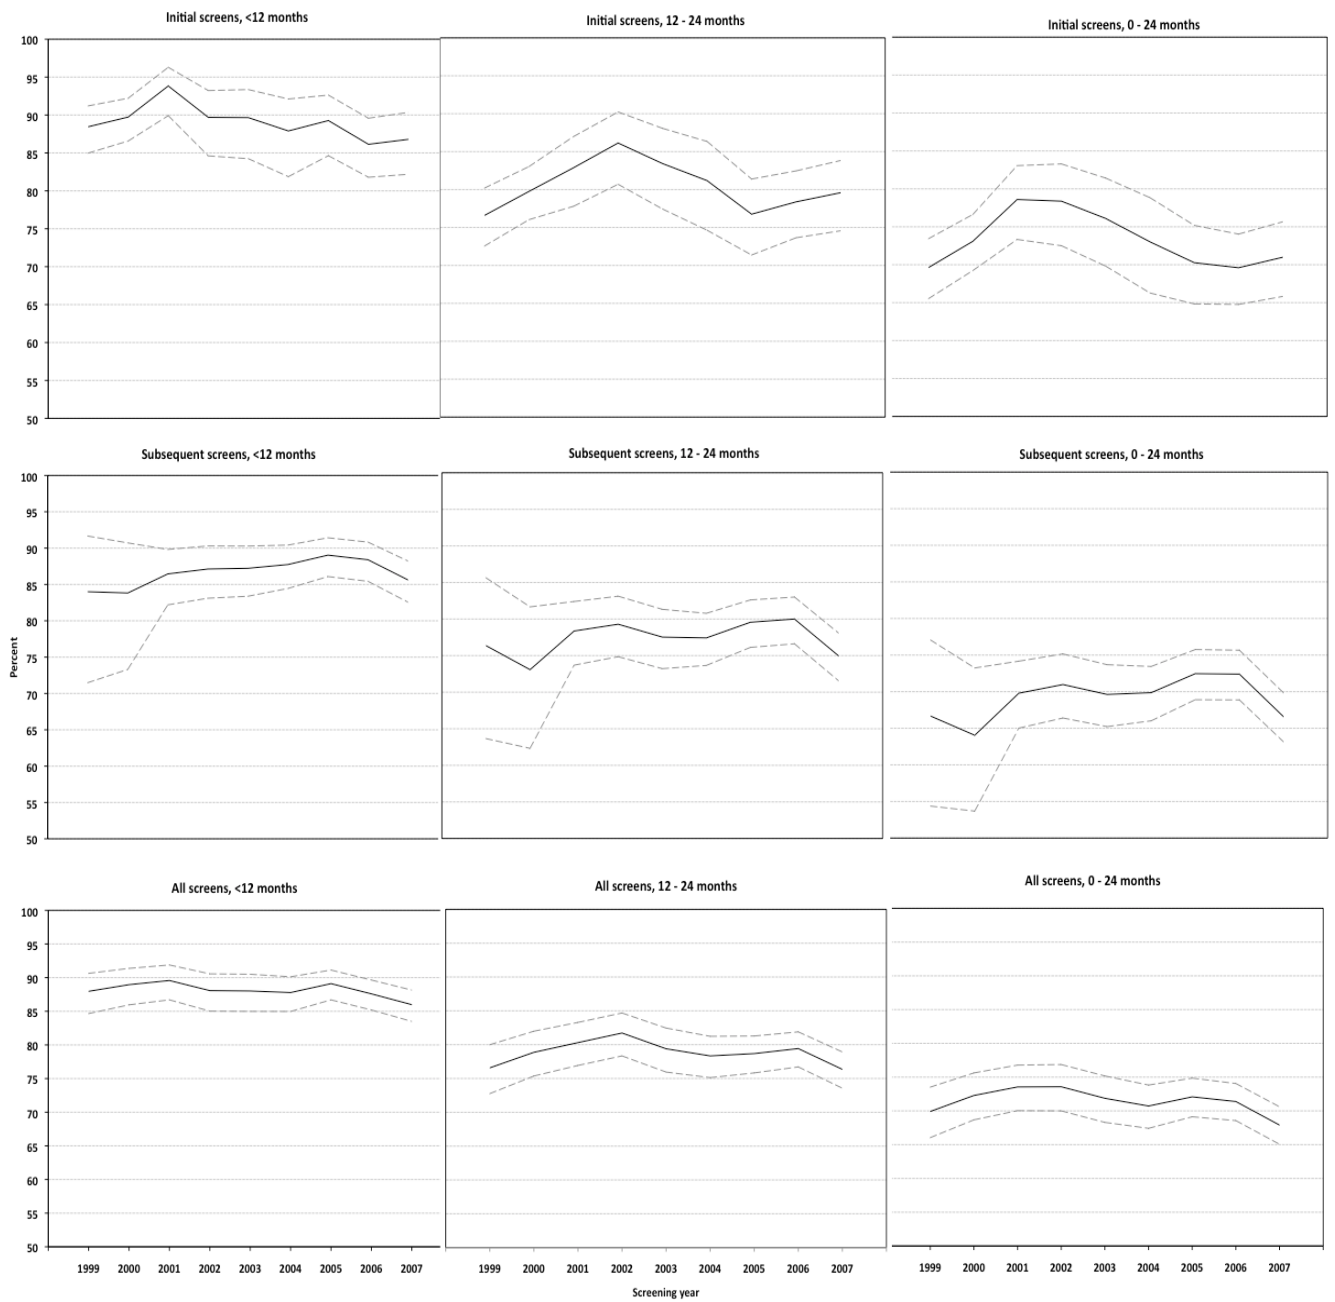 Initial screens, <12 months
Initial screens, 12 - 24 months
Initial screens, 0 - 24 months
100
95
90
85
80
75
70
65
60
55
50
Subsequent screens, <12 months
Subsequent screens, 12 - 24 months
Subsequent screens, 0 - 24 months
100
95
90
85
80
75
70
65
60
55
50
Percent
All screens, <12 months
All screens, 12 - 24 months
All screens, 0 - 24 months
100
95
90
85
80
75
70
65
60
55
50
1999 2000 2001 2002 2003 2004 2005 2006 2007
1999 2000 2001 2002 2003 2004 2005 2006 2007
1999 2000 2001 2002 2003 2004 2005 2006 2007
Screening year